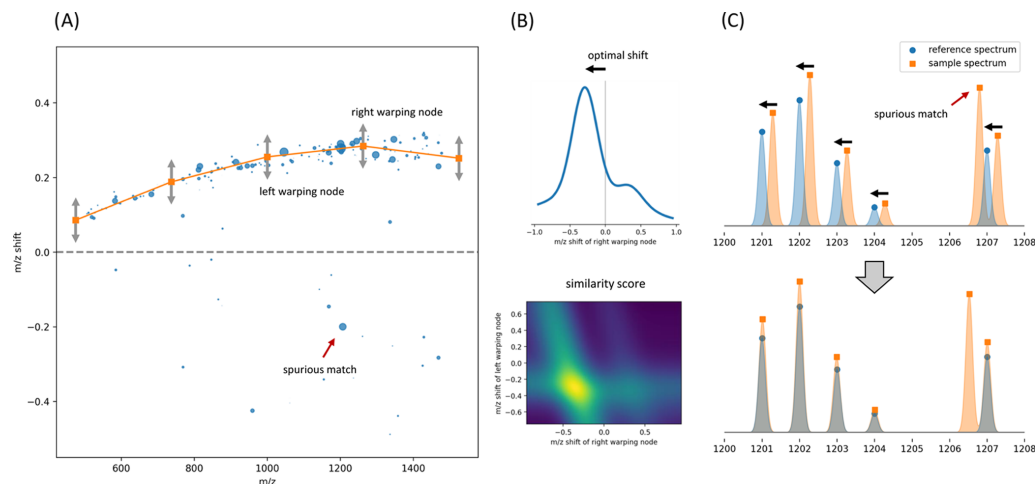 (A)
right warping node
left warping node
spurious match
m/z shift
0.4
0.2
0.0
−0.2
−0.4
600
800
1000
1200
1400
m/z
(B)
optimal shift
−1.0
−0.5
0.0
0.5
1.0
m/z shift of right warping node
similarity score
m/z shift of left warping node
0.6
0.4
0.2
0.0
−0.2
−0.4
−0.6
−0.5
0.0
0.5
m/z shift of right warping node
(C)
reference spectrum
sample spectrum
spurious match
1200 1201 1202 1203 1204 1205 1206 1207 1208
1200 1201 1202 1203 1204 1205 1206 1207 1208